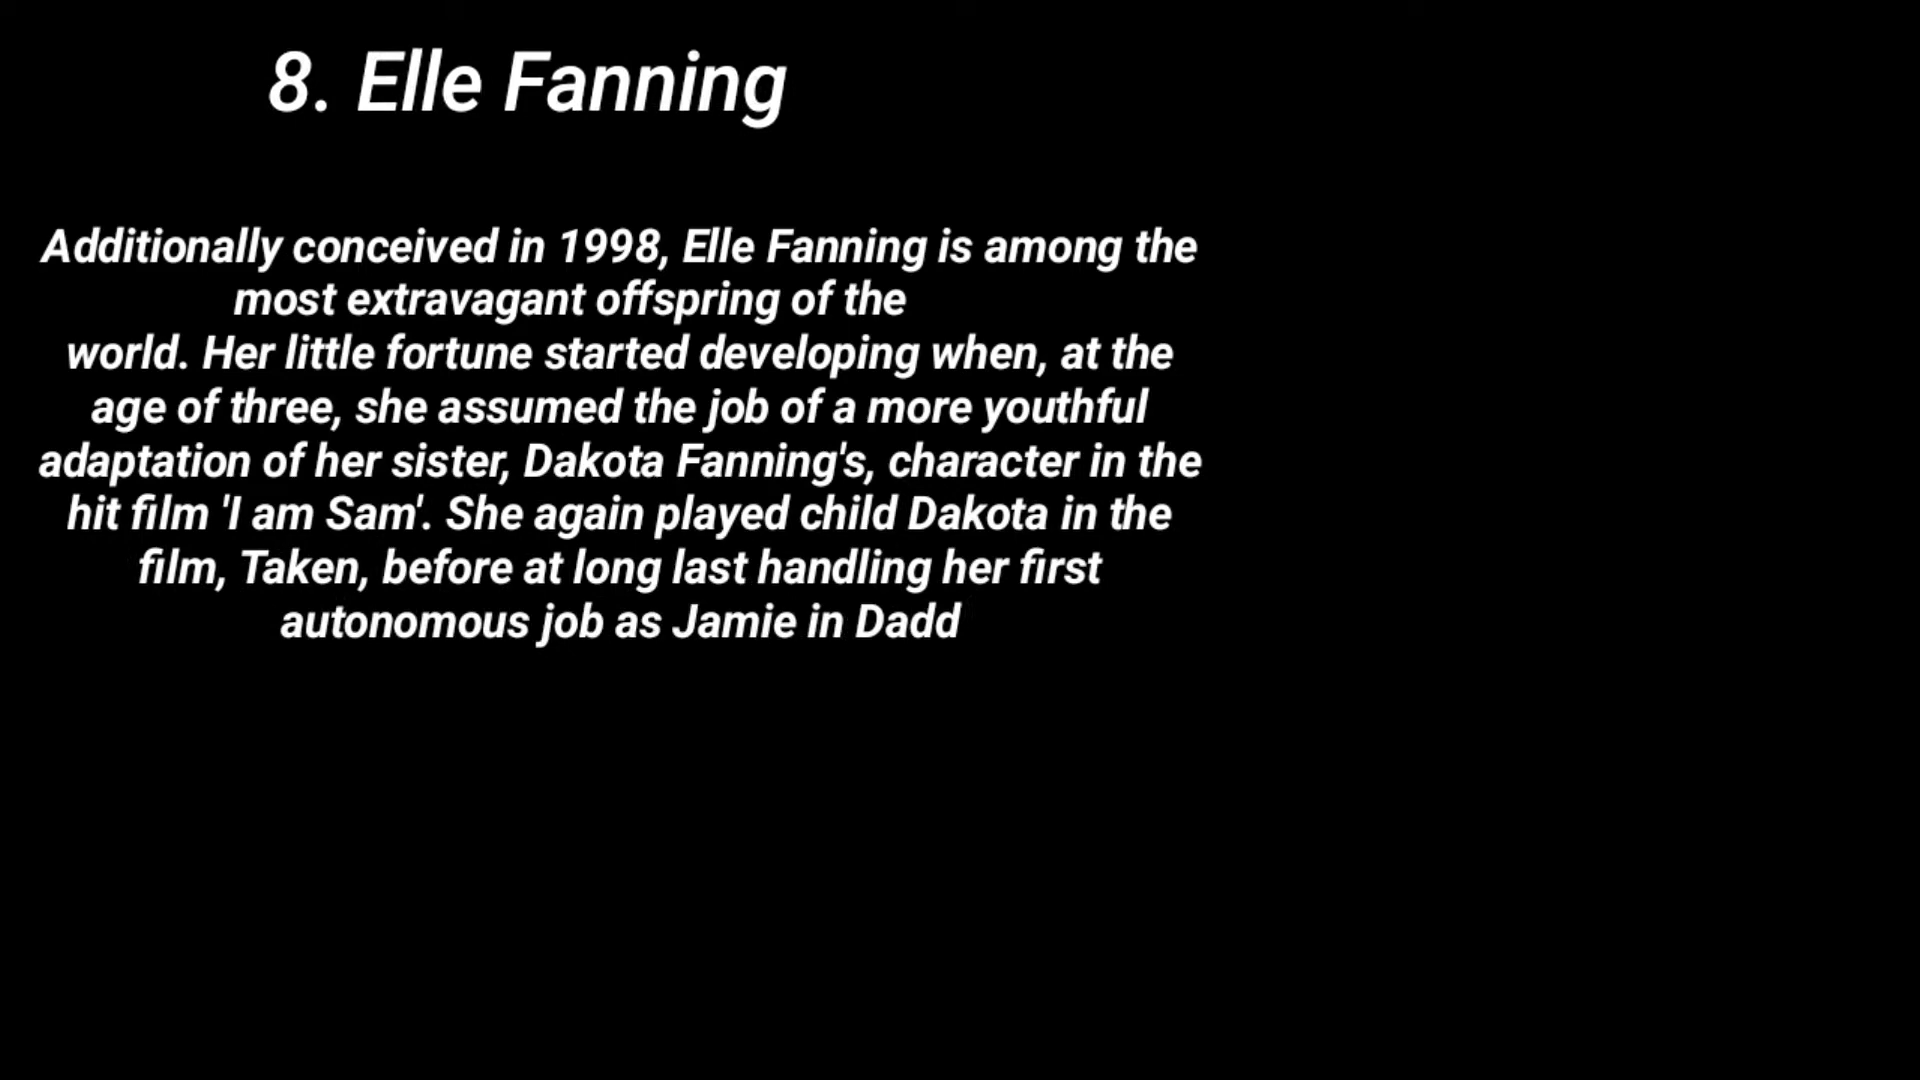 8. Elle Fanning
Additionally conceived in 1998, Elle Fanning is among the
most extravagant offspring of the
world. Her little fortune started developing when, at the
age of three, she assumed the job of a more youthful
adaptation of her sister, Dakota Fanning's, character in the
hit film 'I am Sam'. She again played child Dakota in the
film, Taken, before at long last handling her first
autonomous job as Jamie in Dadd